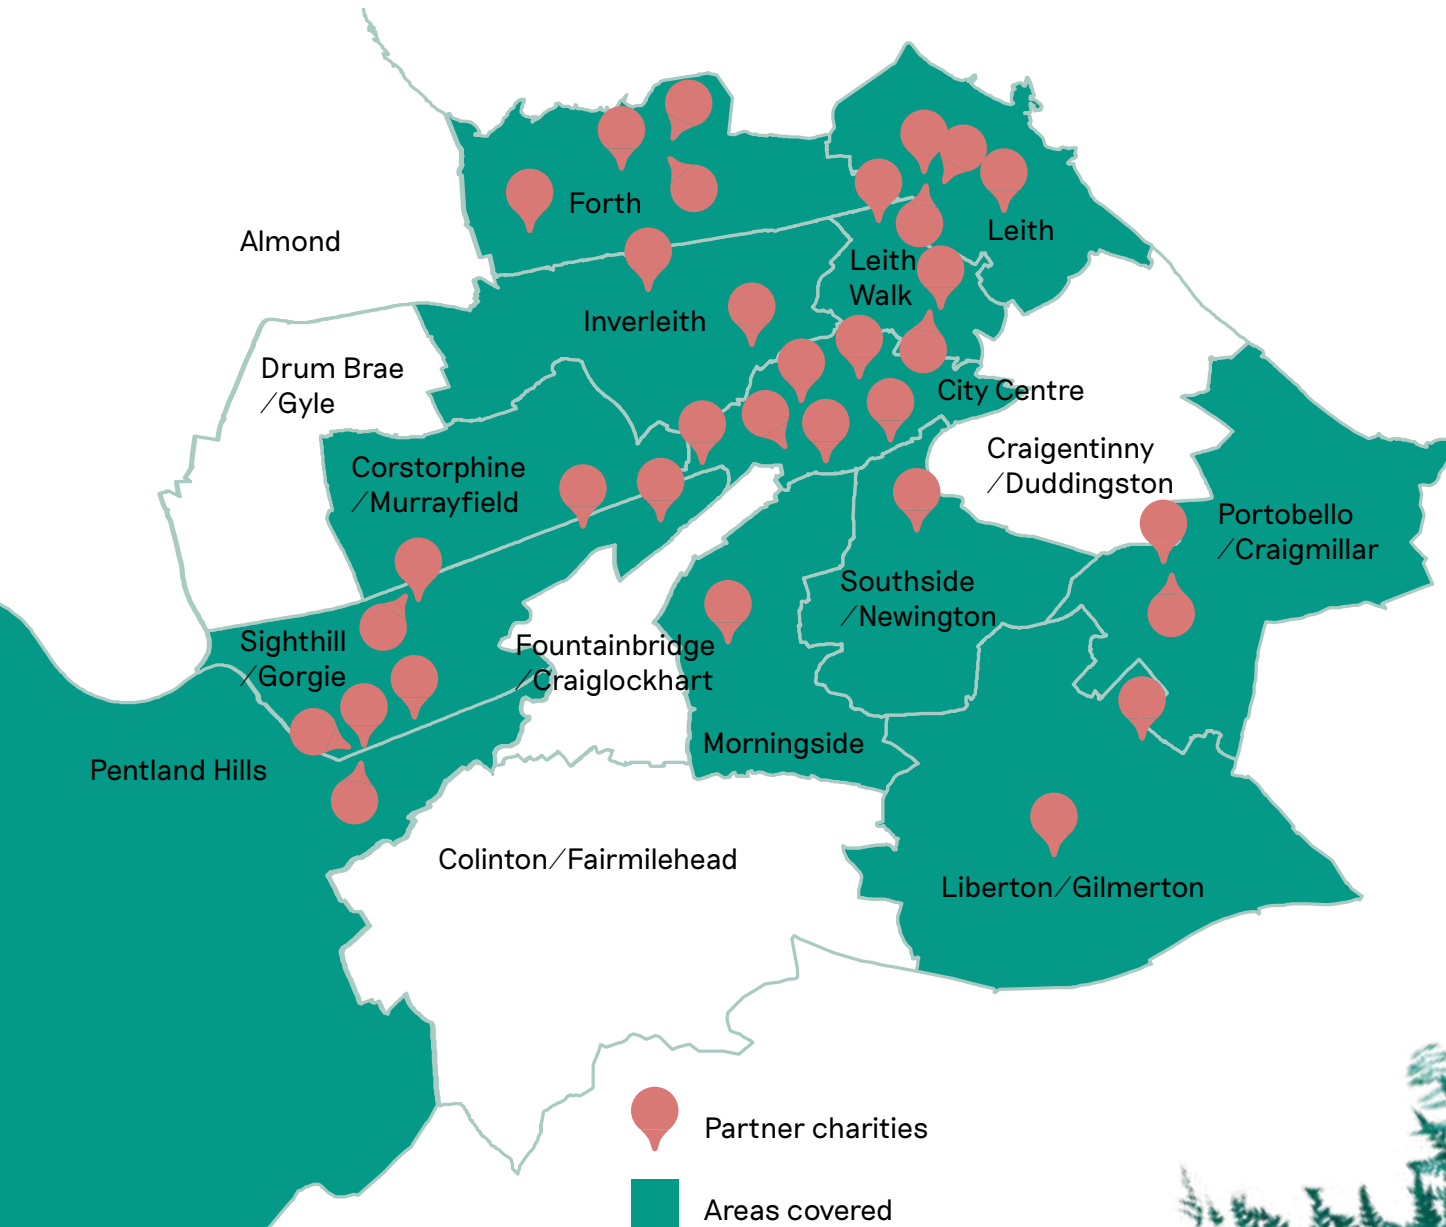 Forth
Leith
Almond
Leith
Walk
Inverleith
Drum Brae
/Gyle
City Centre
Corstorphine
/Murrayfield
Craigentinny
/Duddingston
Portobello
/Craigmillar
Southside
/Newington
Sighthill
/Gorgie
Fountainbridge
/Craiglockhart
Morningside
Pentland Hills
Colinton/Fairmilehead
Liberton/Gilmerton
Partner charities
Areas covered